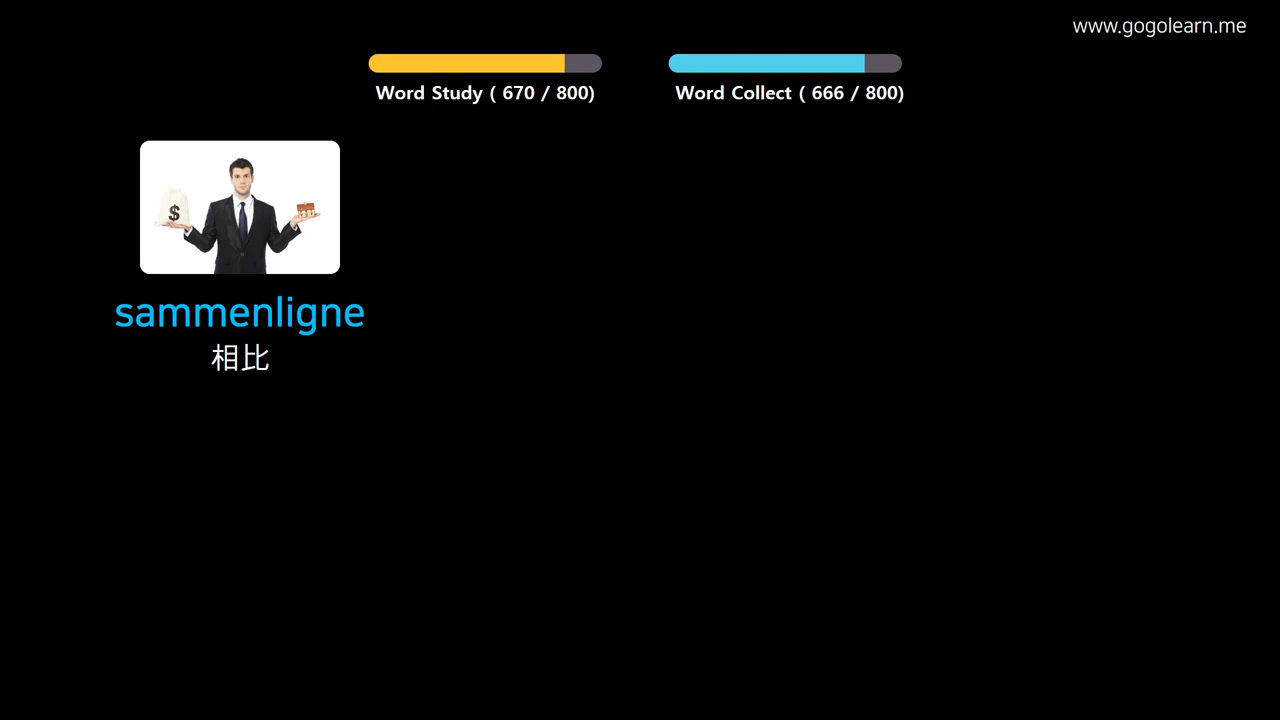 www.gogolearn.me
Word Study ( 670 / 800)
Word Collect ( 666 / 800)
$
sammenligne
相比